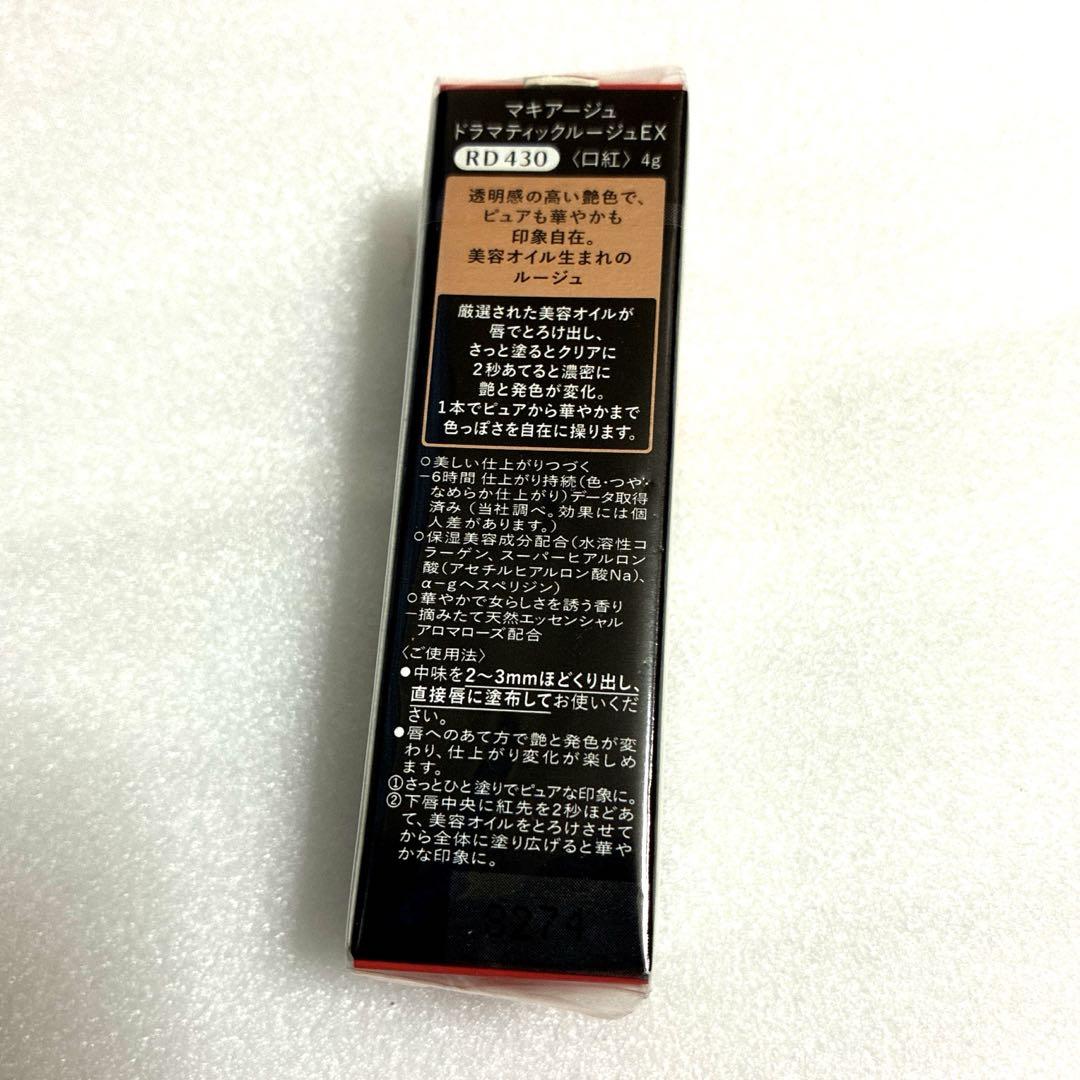 マキアージュ
ドラマティックルージュEX
RD430 〈口紅〉 4g
透明感の高い艶色で、
ピュアも華やかも
印象自在。
美容オイル生まれの
ルージュ
厳選された美容オイルが
唇でとろけ出し、
さっと塗るとクリアに
2秒あてると濃密に
艶と発色が変化。
1本でピュアから華やかまで
色っぽさを自在に操ります。
○美しい仕上がりつづく
−6時間 仕上がり持続(色・つや・
なめらか仕上がり)データ取得
済み (当社調べ。効果には個
人差があります。)
○保湿美容成分配合(水溶性コ
ラーゲン、スーパーヒアルロン
酸(アセチルヒアルロン酸Na)、
α−gヘスペリジン)
○華やかで女らしさを誘う香り
−摘みたて天然エッセンシャル
アロマローズ配合
〈ご使用法〉
●中味を2〜3mmほどくり出し、
直接唇に塗布してお使いくだ
さい。
●唇へのあて方で艶と発色が変
わり、仕上がり変化が楽しめ
ます。
①さっとひと塗りでピュアな印象に。
②下唇中央に紅先を2秒ほどあ
て、美容オイルをとろけさせて
から全体に塗り広げると華や
かな印象に。
8274